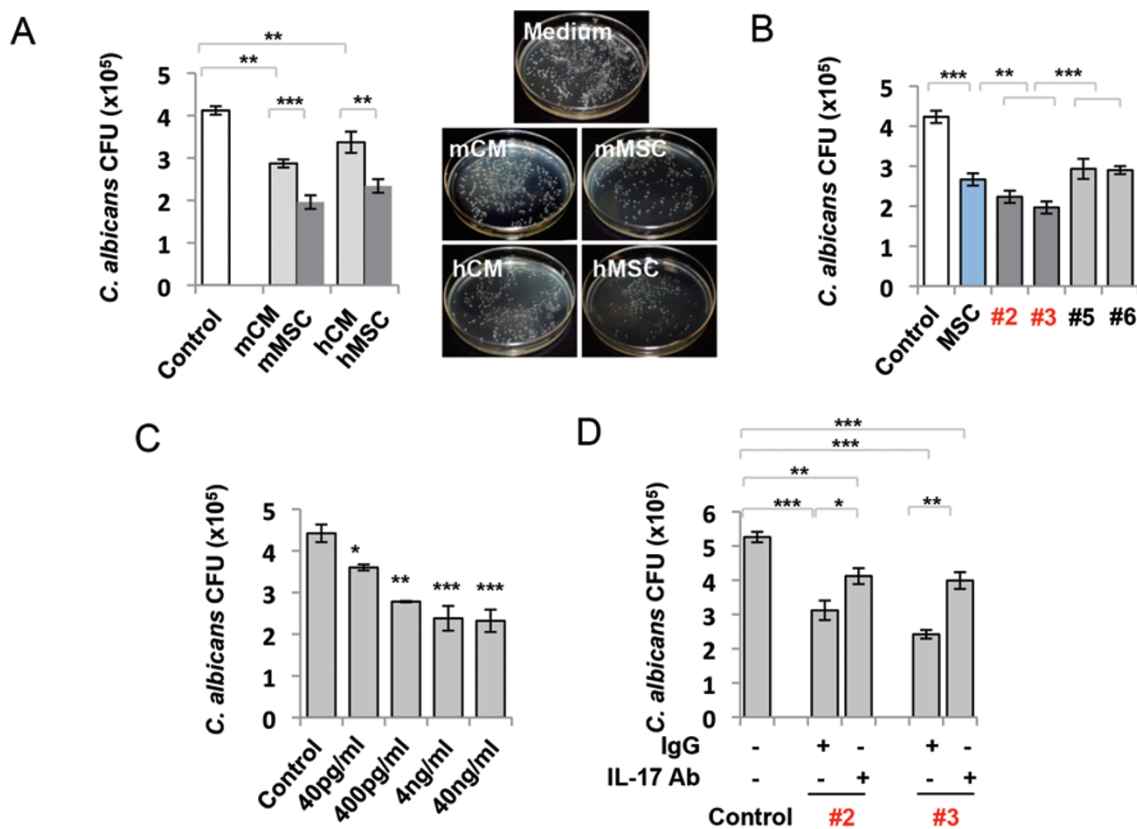 A
C. albicans CFU (x10⁵)
5
4
3
2
1
0
**
**
***
**
Control
mCM
mMSC
hCM
hMSC
Medium
mCM
mMSC
hCM
hMSC
B
C. albicans CFU (x10⁵)
5
4
3
2
1
0
***
**
***
Control
MSC
#2
#3
#5
#6
C
C. albicans CFU (x10⁵)
5
4
3
2
1
0
*
**
***
***
Control
40pg/ml
400pg/ml
4ng/ml
40ng/ml
D
C. albicans CFU (x10⁵)
6
5
4
3
2
1
0
***
***
**
***
*
**
IgG - + - + -
IL-17 Ab - - + - +
Control #2 #3